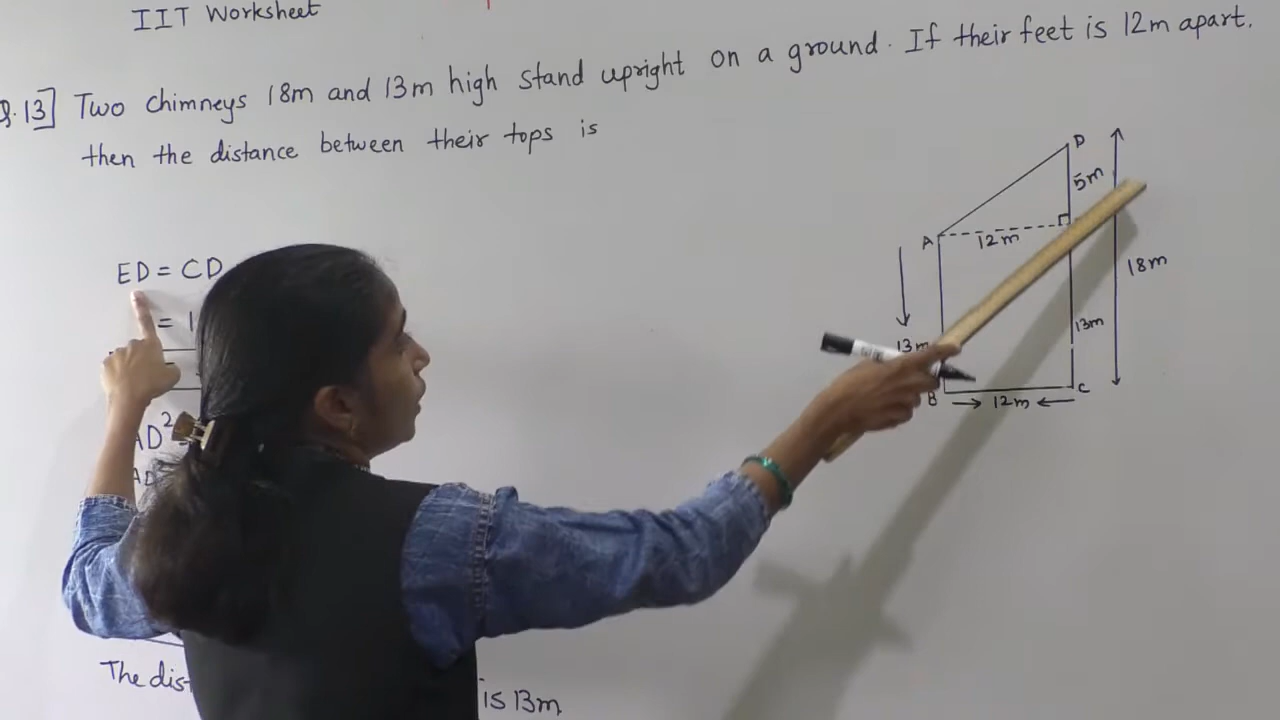 IIT Worksheet
Q.13] Two chimneys 18m and 13m high stand upright on a ground. If their feet is 12m apart.
then the distance between their tops is
ED = CD
= 1
AD²
AD
The dis
is 13m
D
5m
A
12m
18m
13m
13m
B
12m
C